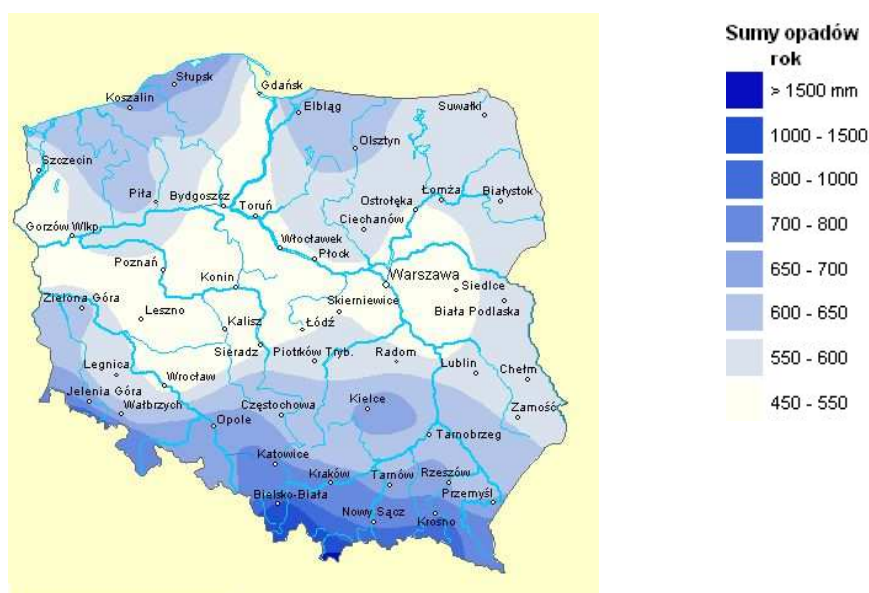 Sumy opadów
rok
> 1500 mm
1000 - 1500
800 - 1000
700 - 800
650 - 700
600 - 650
550 - 600
450 - 550
Słupsk
Gdańsk
Koszalin
Elbląg
Suwałki
Olsztyn
Szczecin
Piła
Bydgoszcz
Toruń
Ostrołęka
Łomża
Białystok
Ciechanów
Gorzów Wlkp.
Włocławek
Płock
Poznań
Konin
Warszawa
Siedlce
Zielona Góra
Leszno
Skierniewice
Biała Podlaska
Kalisz
Łódź
Sieradz
Piotrków Tryb.
Radom
Legnica
Wrocław
Lublin
Chełm
Jelenia Góra
Wałbrzych
Częstochowa
Kielce
Zamość
Opole
Tarnobrzeg
Katowice
Kraków
Tarnów
Rzeszów
Bielsko-Biała
Przemyśl
Nowy Sącz
Krosno